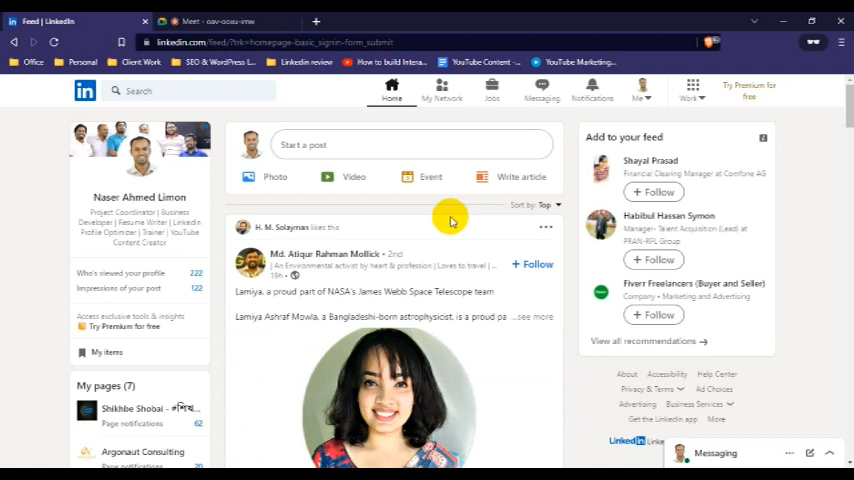 Feed | LinkedIn
Meet - oav-ooxu-imw
linkedin.com/feed/?trk=homepage-basic_signin-form_submit
Office
Personal
Client Work
SEO & WordPress L...
Linkedin review
How to build Intera...
YouTube Content -...
YouTube Marketing...
in
Search
Home
My Network
Jobs
Messaging
Notifications
Me
Work
Try Premium for
free
Naser Ahmed Limon
Project Coordinator | Business
Developer | Resume Writer | LinkedIn
Profile Optimizer | Trainer | YouTube
Content Creator
Who's viewed your profile 222
Impressions of your post 122
Access exclusive tools & insights
Try Premium for free
My items
My pages (7)
Shikhbe Shobai - #শিখ...
Page notifications 62
Argonaut Consulting
Page notifications 20
Start a post
Photo
Video
Event
Write article
Sort by: Top
H. M. Solayman likes this
Md. Atiqur Rahman Mollick • 2nd
| An Environmental activist by heart & profession | Loves to travel |...
19h •
+ Follow
Lamiya, a proud part of NASA's James Webb Space Telescope team
Lamiya Ashraf Mowla, a Bangladeshi-born astrophysicist, is a proud pa ...see more
Add to your feed
Shayal Prasad
Financial Clearing Manager at Comfone AG
+ Follow
Habibul Hassan Symon
Manager- Talent Acquisition (Lead) at
PRAN-RFL Group
+ Follow
Fiverr Freelancers (Buyer and Seller)
Company • Marketing and Advertising
+ Follow
View all recommendations →
About Accessibility Help Center
Privacy & Terms Ad Choices
Advertising Business Services
Get the LinkedIn app More
Linked in
Messaging